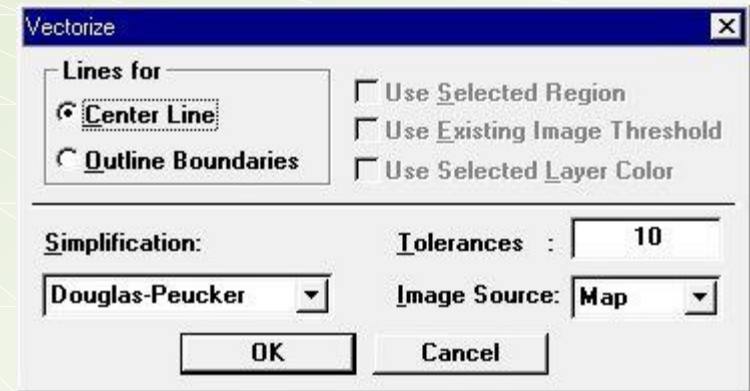 Vectorize
Lines for
Center Line
Outline Boundaries
Use Selected Region
Use Existing Image Threshold
Use Selected Layer Color
Simplification:
Tolerances : 10
Douglas-Peucker
Image Source: Map
OK
Cancel